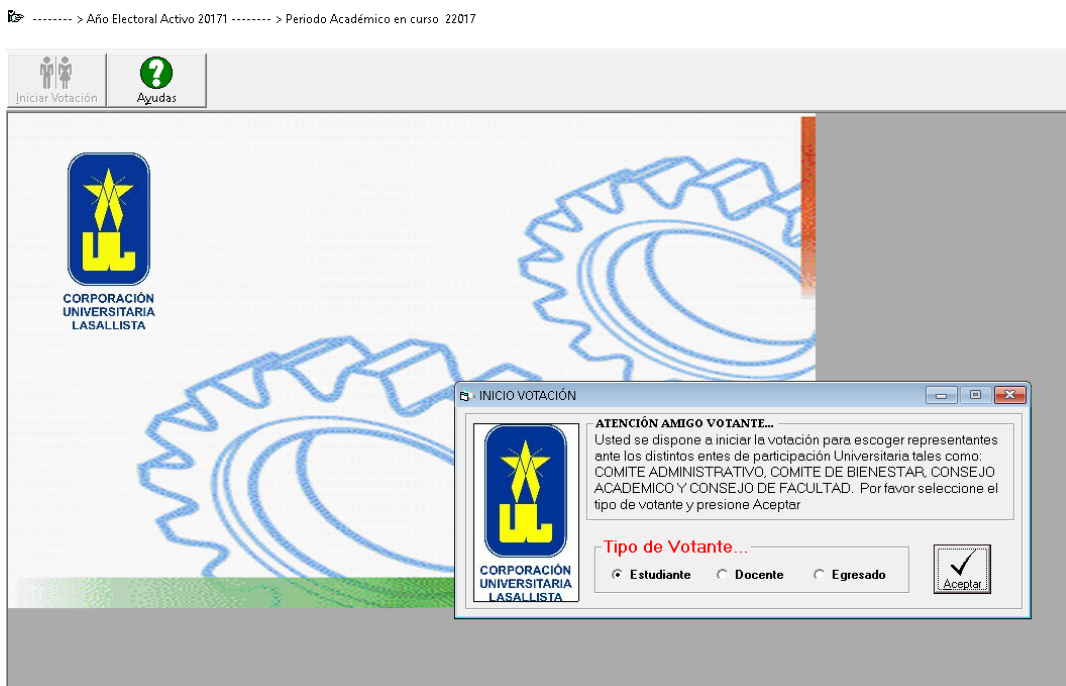 -------- > Año Electoral Activo 20171 -------- > Periodo Académico en curso 22017
Iniciar Votación
Ayudas
UL
CORPORACIÓN
UNIVERSITARIA
LASALLISTA
INICIO VOTACIÓN
ATENCIÓN AMIGO VOTANTE...
Usted se dispone a iniciar la votación para escoger representantes
ante los distintos entes de participación Universitaria tales como:
COMITE ADMINISTRATIVO, COMITE DE BIENESTAR, CONSEJO
ACADEMICO Y CONSEJO DE FACULTAD. Por favor seleccione el
tipo de votante y presione Aceptar
UL
CORPORACIÓN
UNIVERSITARIA
LASALLISTA
Tipo de Votante...
Estudiante Docente Egresado
Aceptar